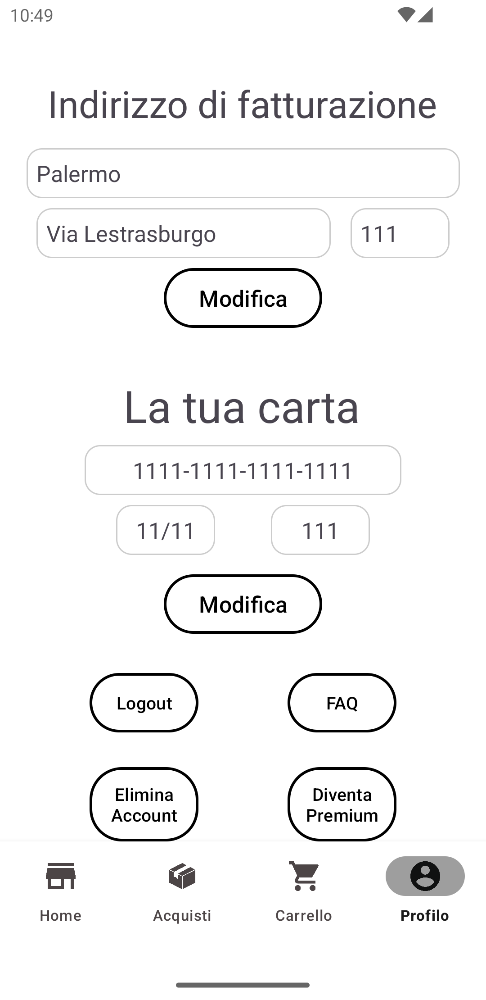 10:49
Indirizzo di fatturazione
Palermo
Via Lestrasburgo 111
Modifica
La tua carta
1111-1111-1111-1111
11/11 111
Modifica
Logout FAQ
Elimina Account
Diventa Premium
Home Acquisti Carrello Profilo